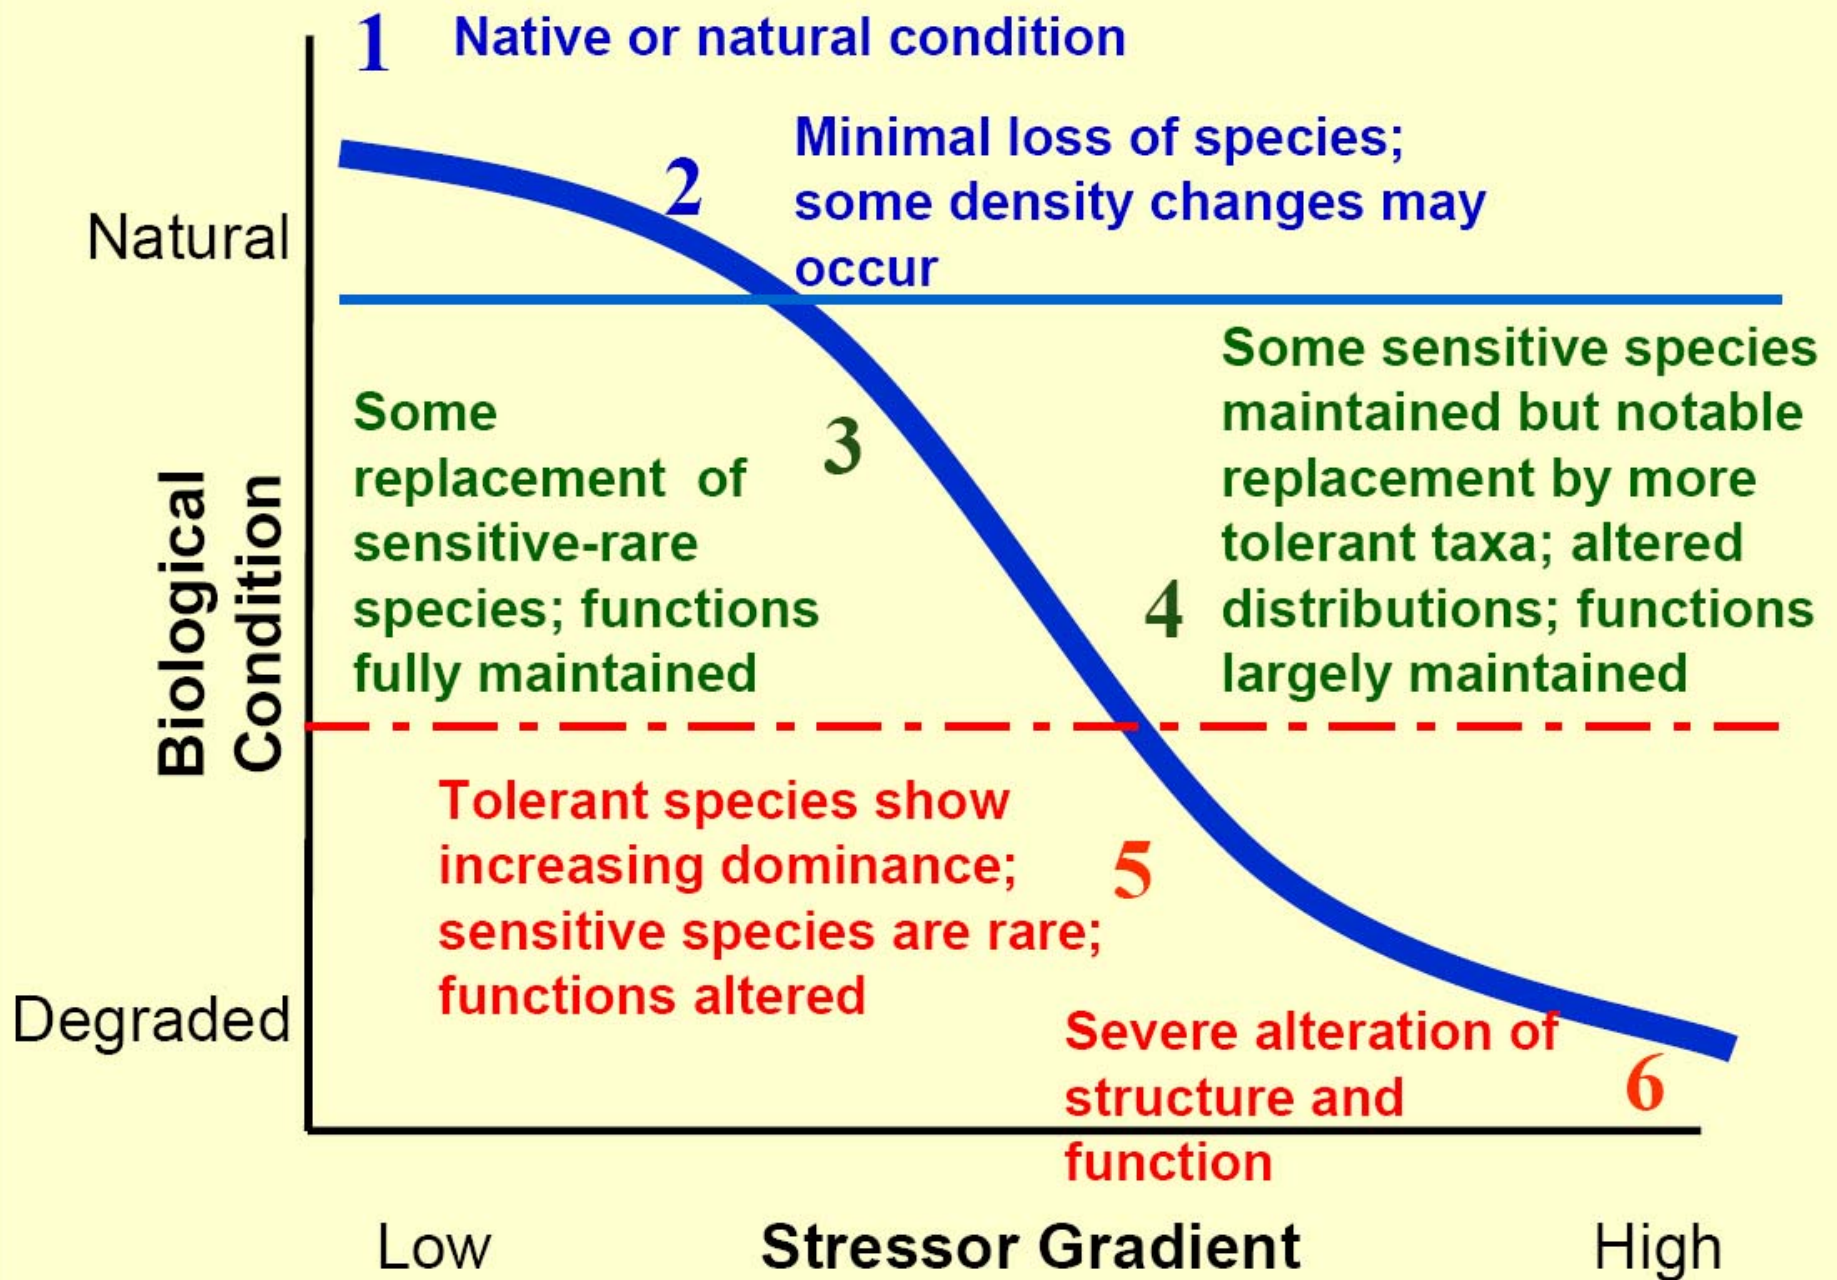 1 Native or natural condition
2 Minimal loss of species;
some density changes may
occur
Natural
Some
replacement of
sensitive-rare
species; functions
fully maintained
3
Some sensitive species
maintained but notable
replacement by more
tolerant taxa; altered
distributions; functions
largely maintained
4
Biological
Condition
Tolerant species show
increasing dominance;
sensitive species are rare;
functions altered
5
Degraded
Severe alteration of
structure and
function
6
Low Stressor Gradient High